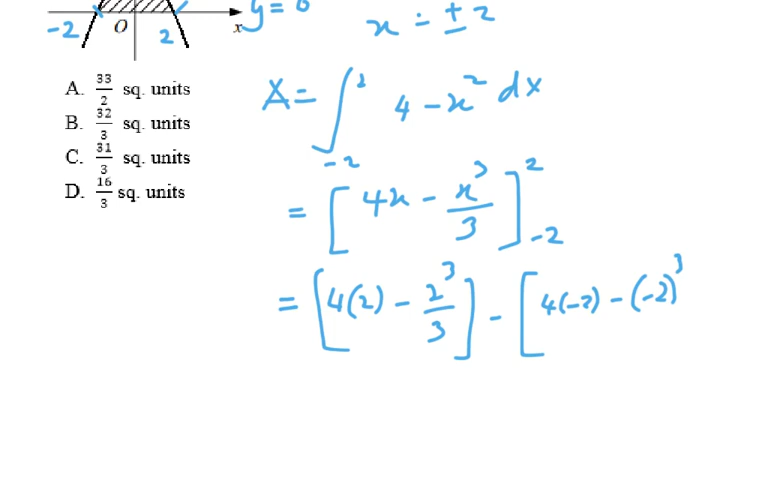 y = 0
x = ± 2
-2 O 2 x
A. 33/2 sq. units
B. 32/3 sq. units
C. 31/3 sq. units
D. 16/3 sq. units
A = ∫_{-2}^{2} 4 - x² dx
= [4x - x³/3]_{-2}^{2}
= [4(2) - 2³/3] - [4(-2) - (-2)³